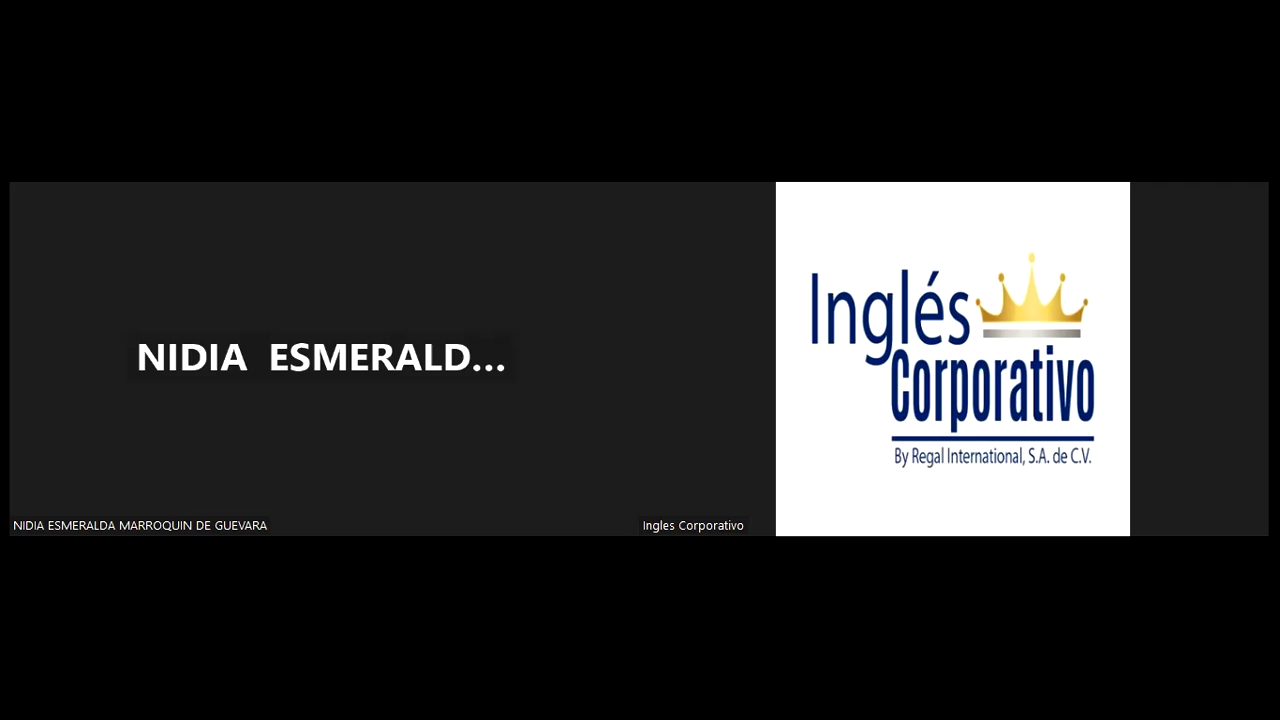 NIDIA ESMERALD...
NIDIA ESMERALDA MARROQUIN DE GUEVARA
Inglés
Corporativo
By Regal International, S.A. de C.V.
Ingles Corporativo